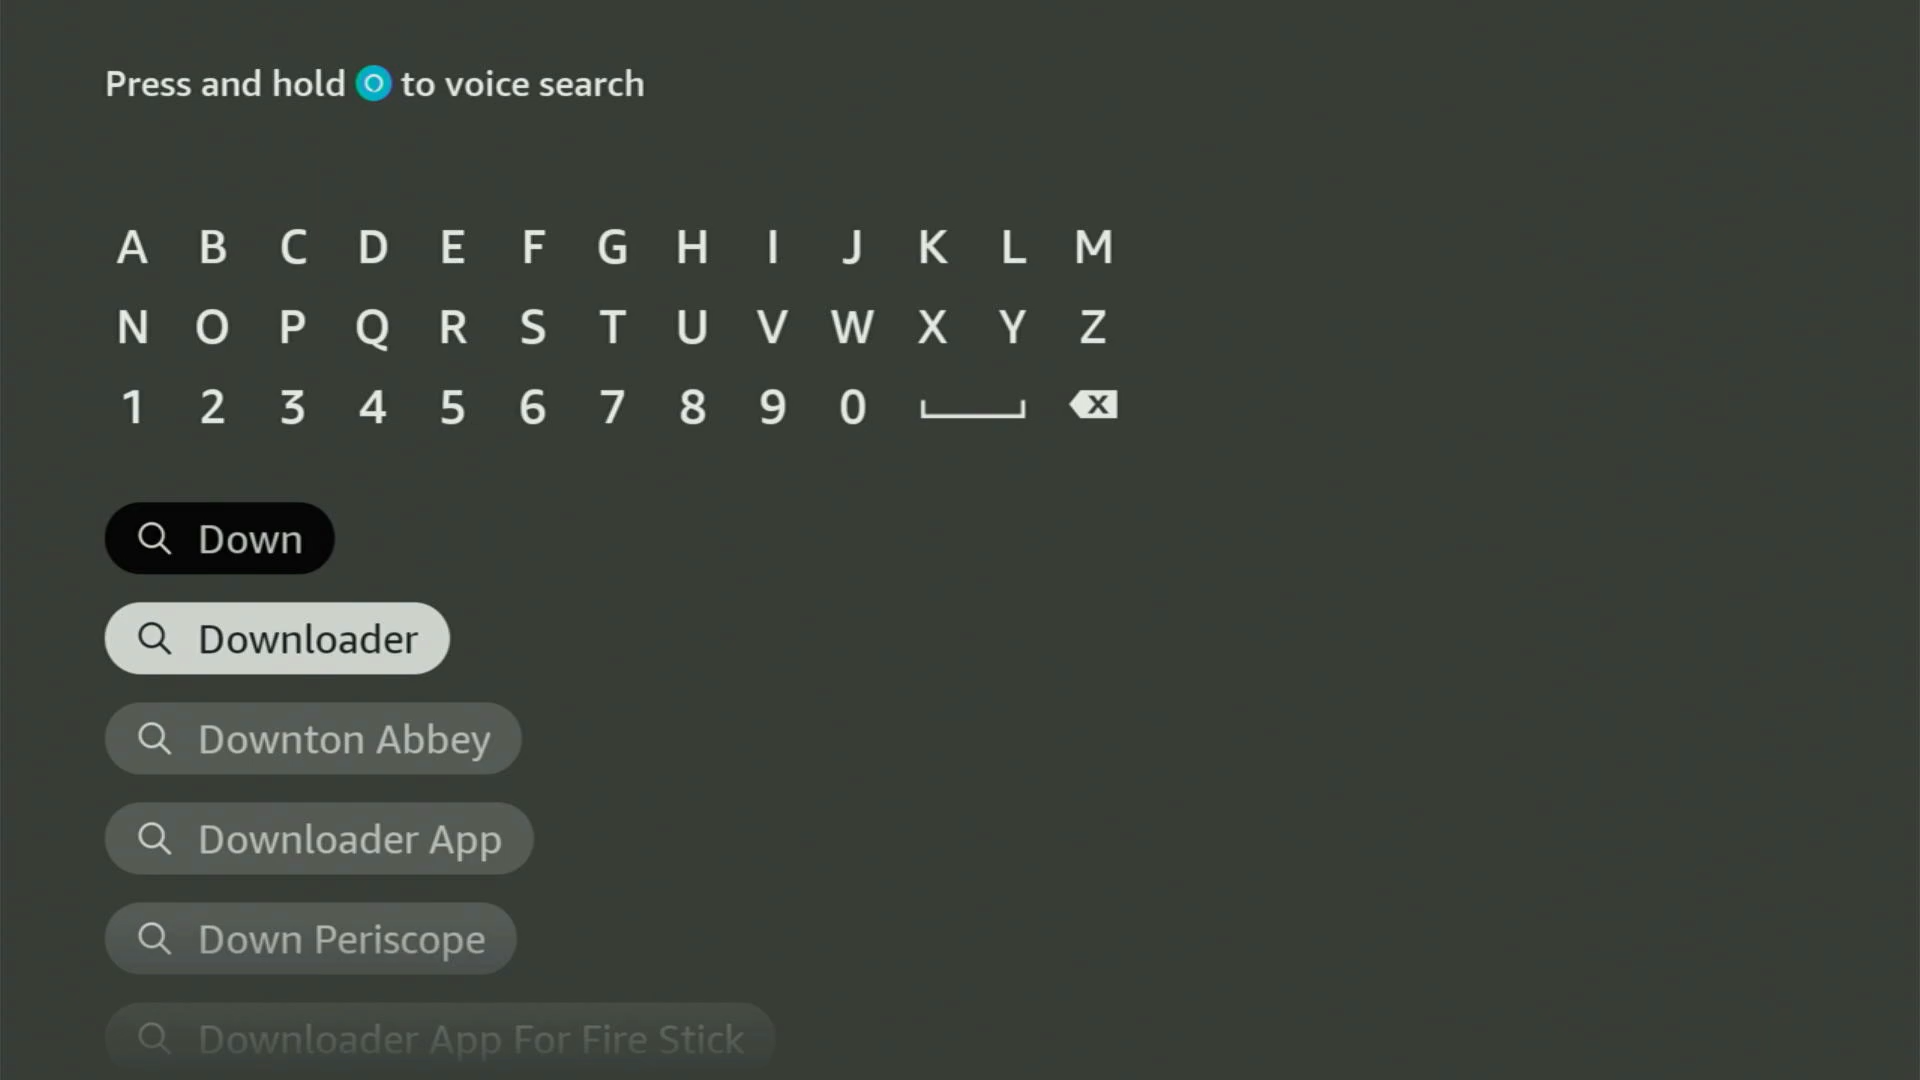 Press and hold to voice search
A B C D E F G H I J K L M
N O P Q R S T U V W X Y Z
1 2 3 4 5 6 7 8 9 0
Down
Downloader
Downton Abbey
Downloader App
Down Periscope
Downloader App For Fire Stick